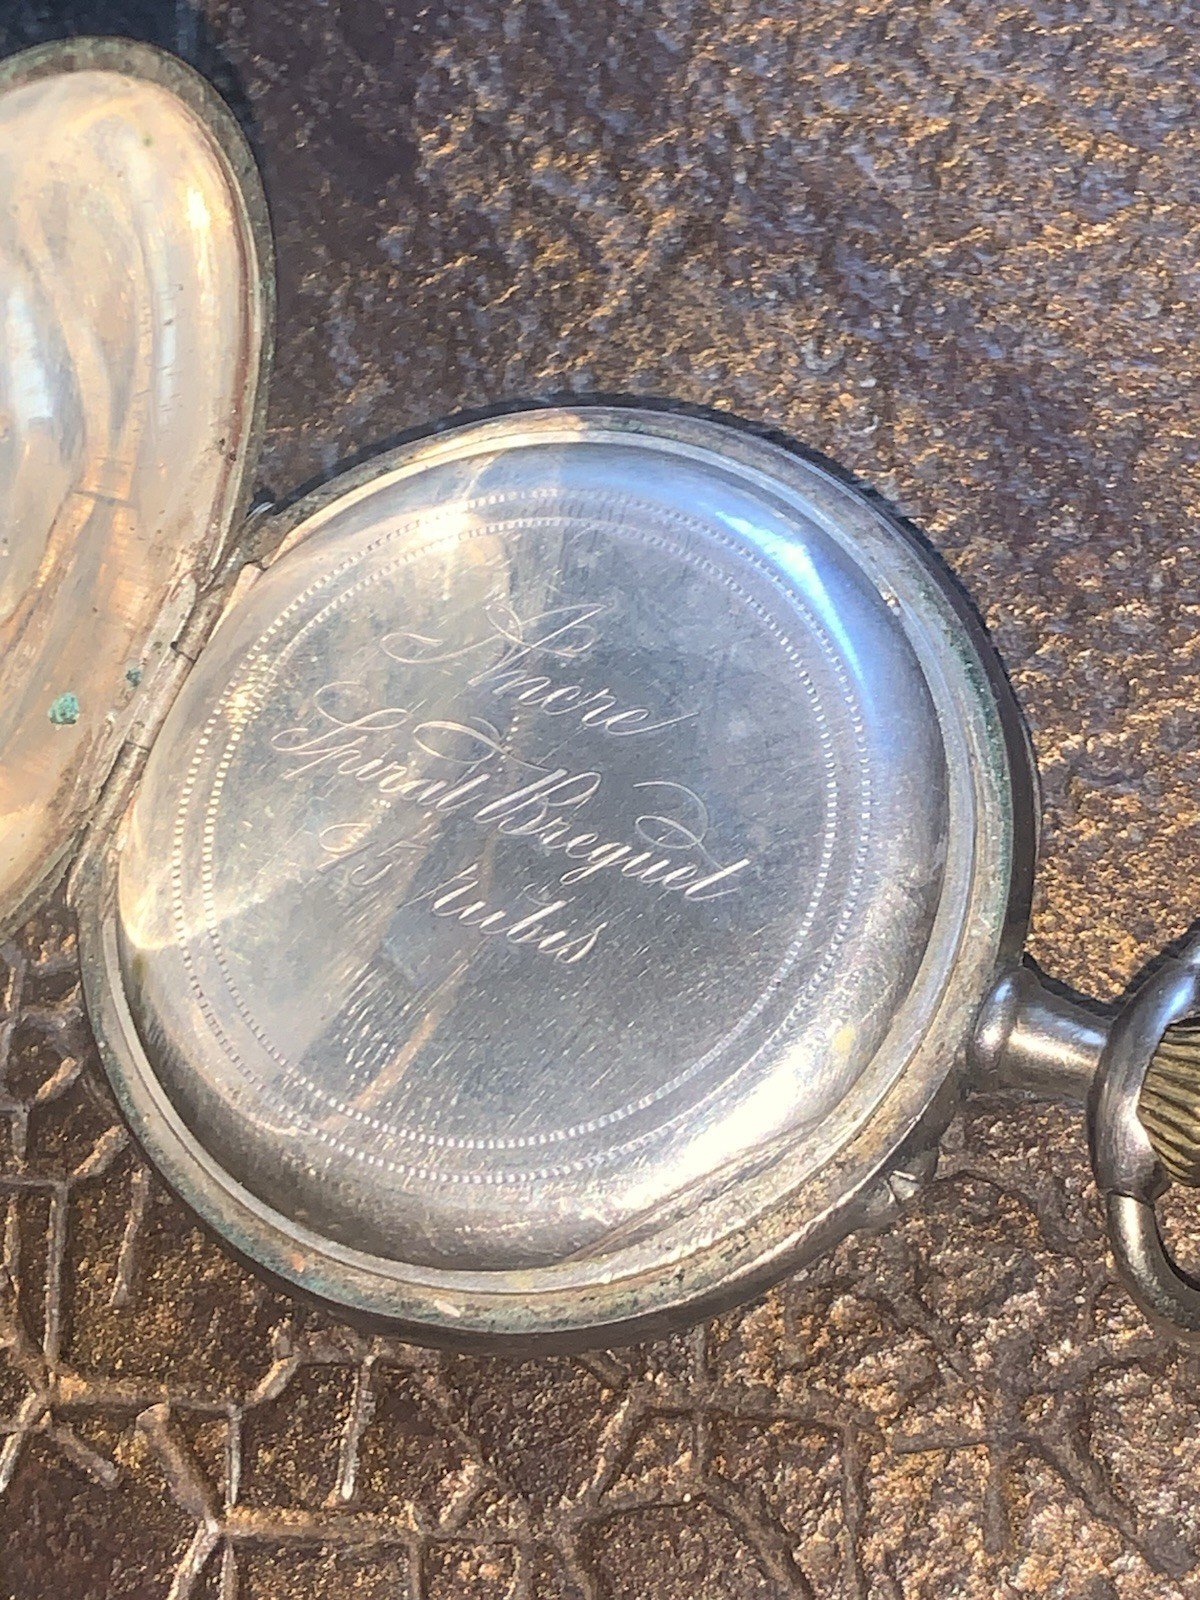 Ancre
Spiral Breguet
15 rubis